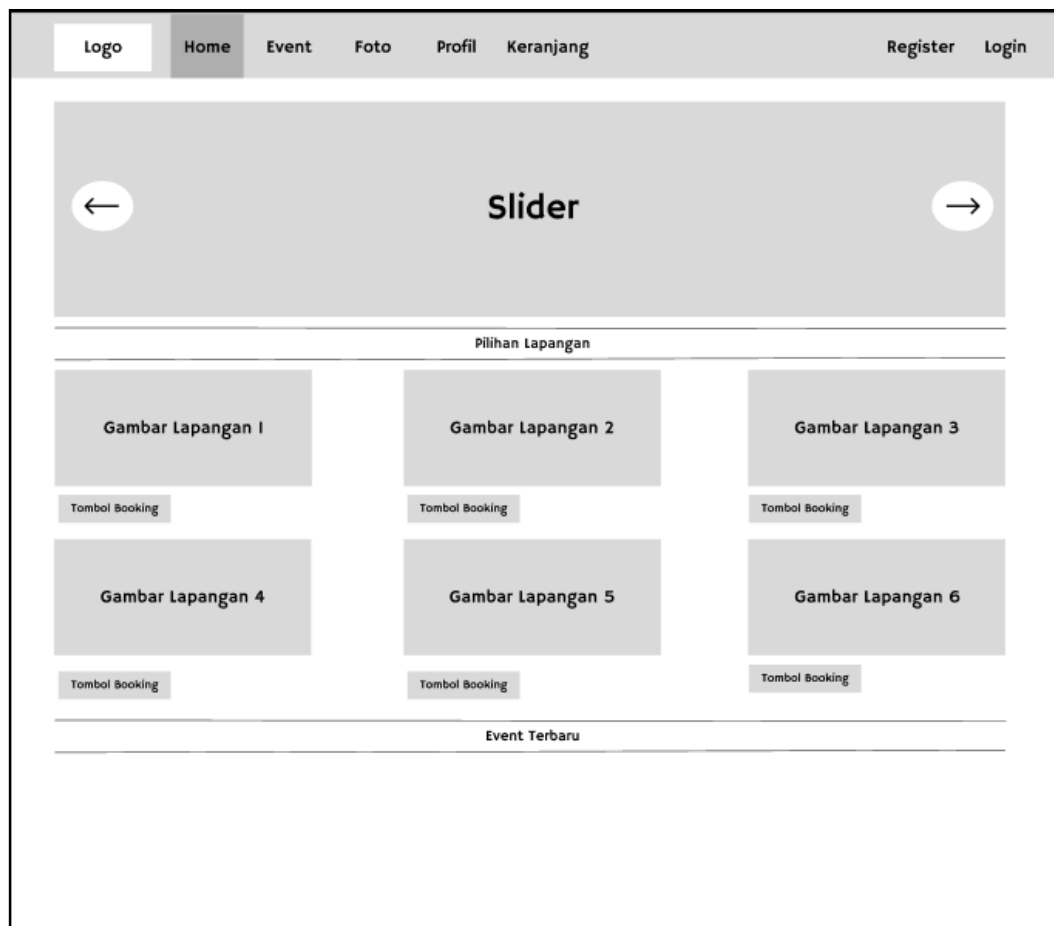 Logo Home Event Foto Profil Keranjang Register Login
Slider
Pilihan Lapangan
Gambar Lapangan 1 Gambar Lapangan 2 Gambar Lapangan 3
Tombol Booking Tombol Booking Tombol Booking
Gambar Lapangan 4 Gambar Lapangan 5 Gambar Lapangan 6
Tombol Booking Tombol Booking Tombol Booking
Event Terbaru